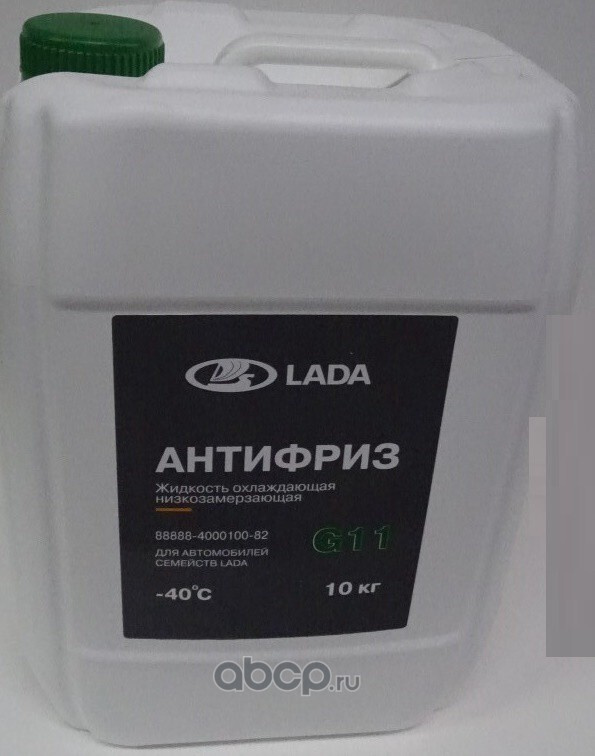 LADA
АНТИФРИЗ
Жидкость охлаждающая
низкозамерзающая
88888-4000100-82
G11
ДЛЯ АВТОМОБИЛЕЙ
СЕМЕЙСТВ LADA
-40°C
10 кг
abcp.ru